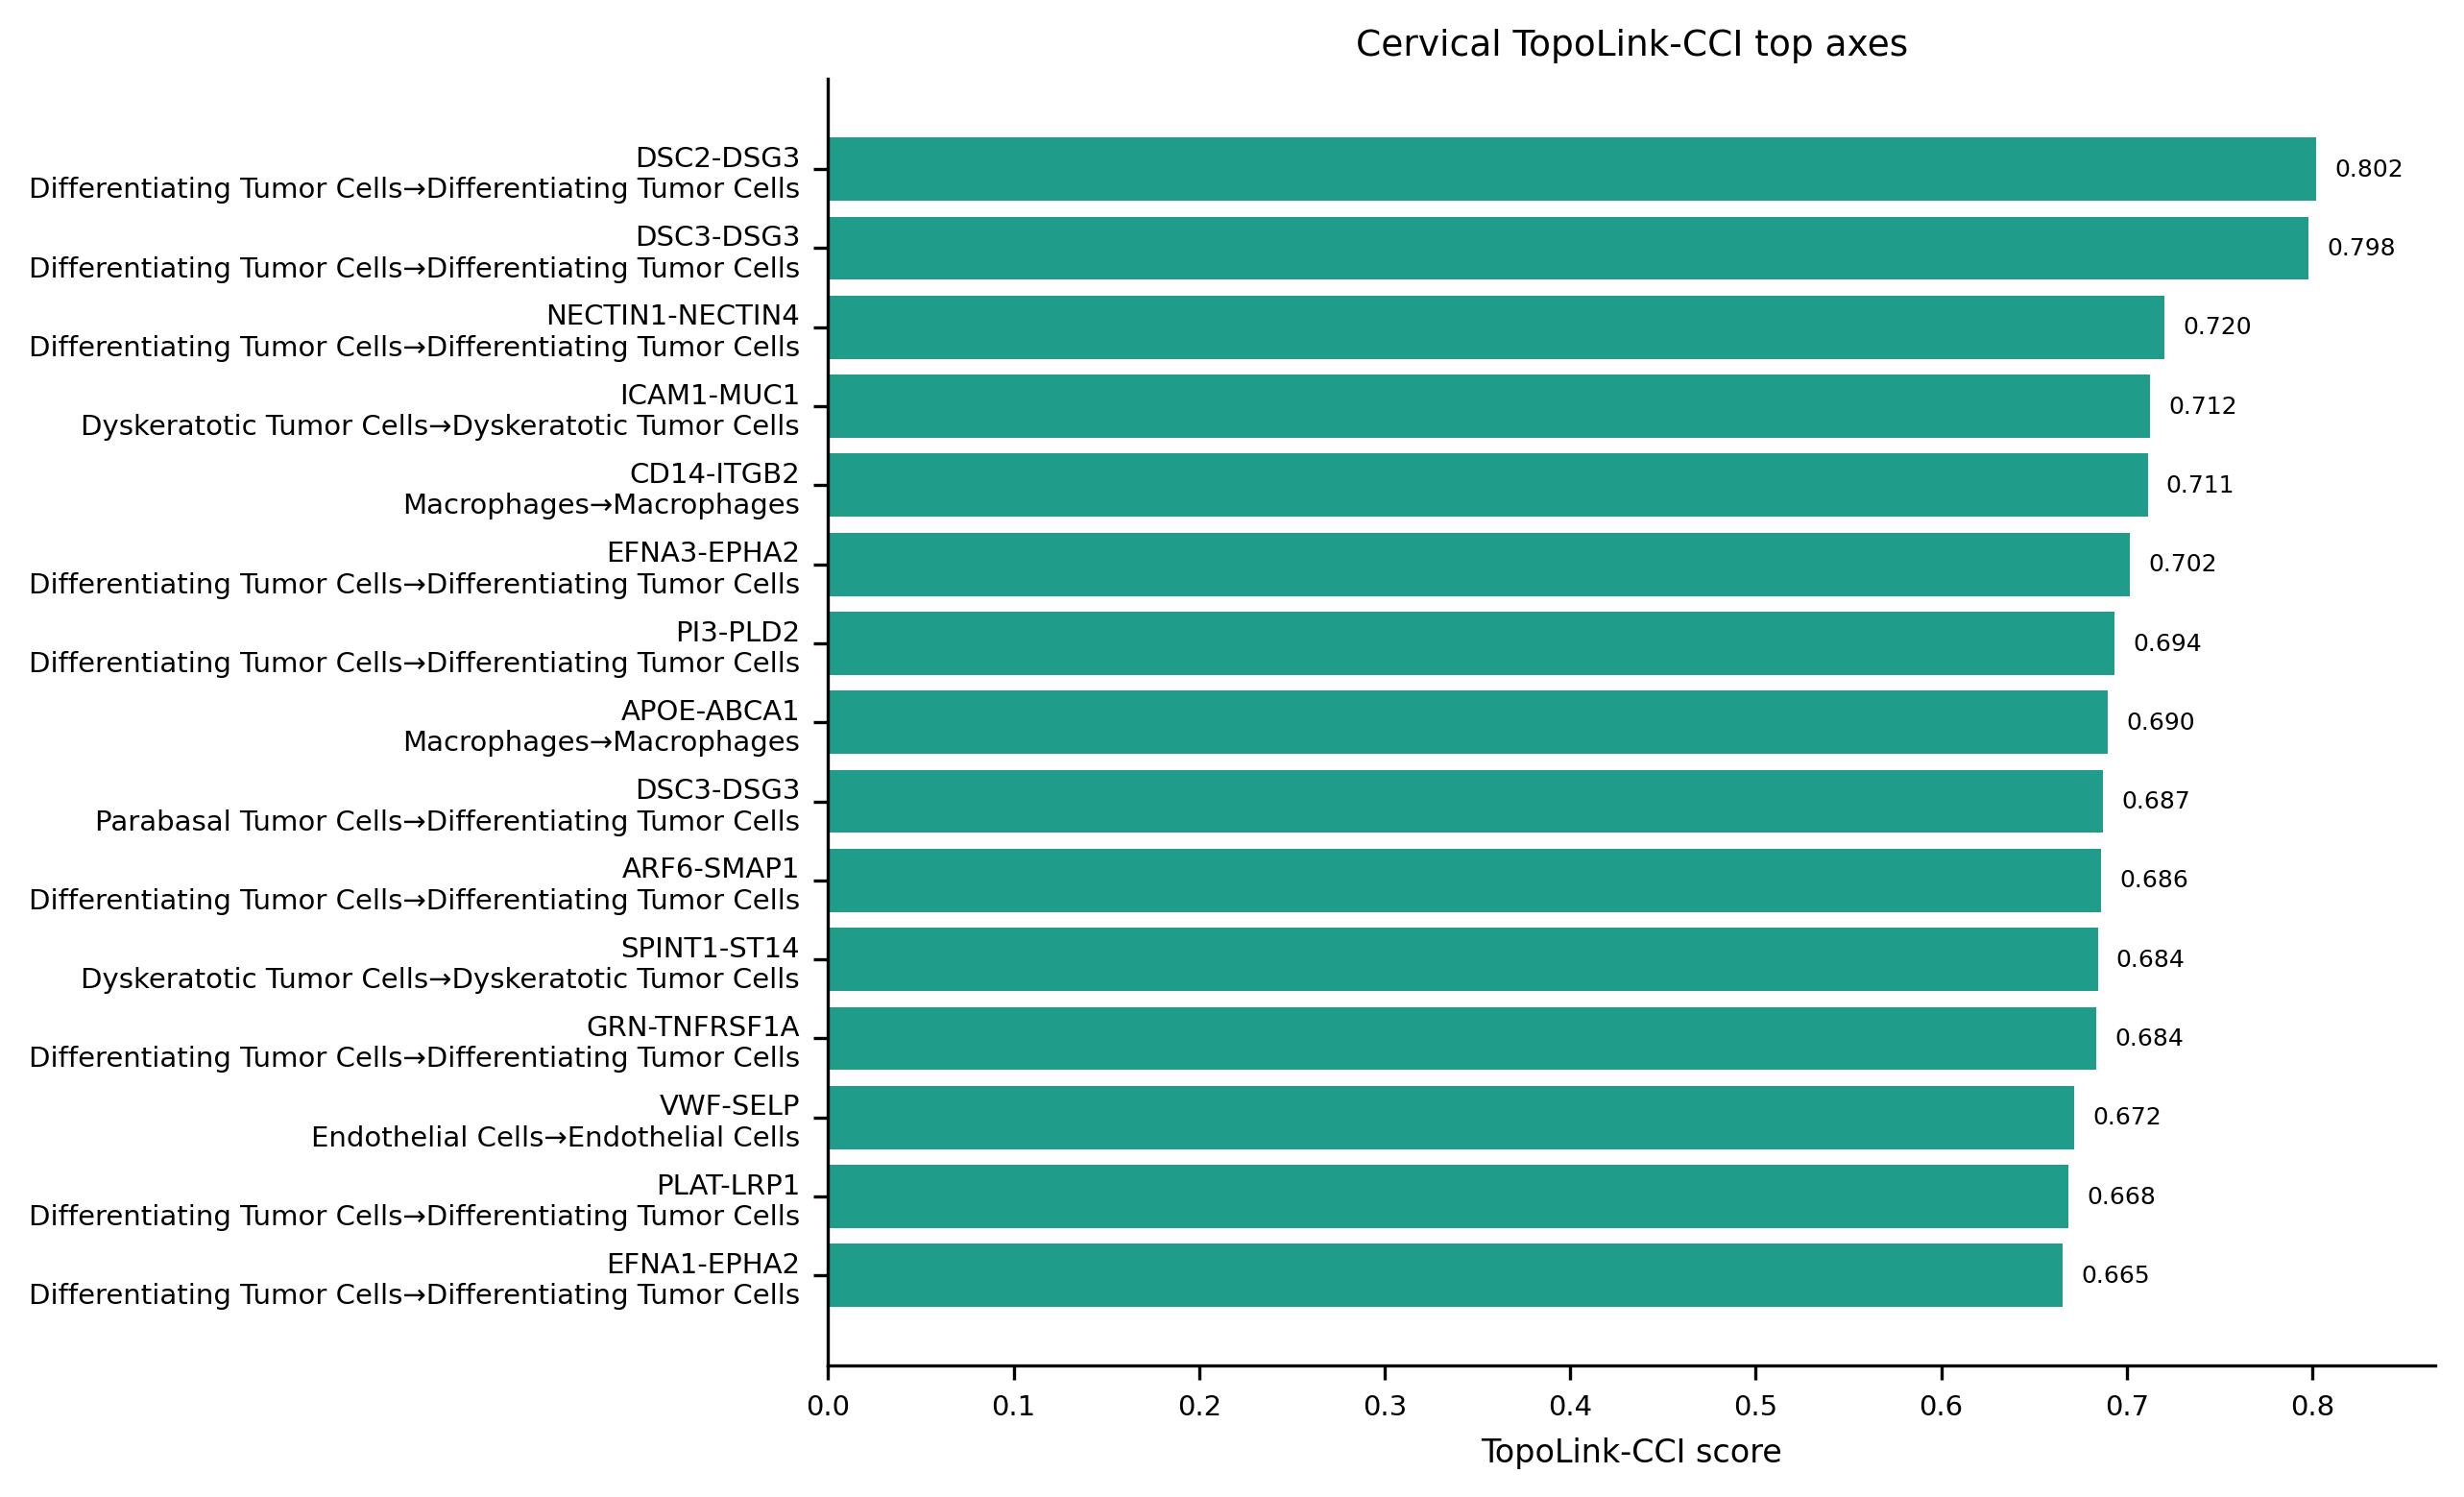 Cervical TopoLink-CCI top axes
DSC2-DSG3
Differentiating Tumor Cells→Differentiating Tumor Cells
0.802
DSC3-DSG3
Differentiating Tumor Cells→Differentiating Tumor Cells
0.798
NECTIN1-NECTIN4
Differentiating Tumor Cells→Differentiating Tumor Cells
0.720
ICAM1-MUC1
Dyskeratotic Tumor Cells→Dyskeratotic Tumor Cells
0.712
CD14-ITGB2
Macrophages→Macrophages
0.711
EFNA3-EPHA2
Differentiating Tumor Cells→Differentiating Tumor Cells
0.702
PI3-PLD2
Differentiating Tumor Cells→Differentiating Tumor Cells
0.694
APOE-ABCA1
Macrophages→Macrophages
0.690
DSC3-DSG3
Parabasal Tumor Cells→Differentiating Tumor Cells
0.687
ARF6-SMAP1
Differentiating Tumor Cells→Differentiating Tumor Cells
0.686
SPINT1-ST14
Dyskeratotic Tumor Cells→Dyskeratotic Tumor Cells
0.684
GRN-TNFRSF1A
Differentiating Tumor Cells→Differentiating Tumor Cells
0.684
VWF-SELP
Endothelial Cells→Endothelial Cells
0.672
PLAT-LRP1
Differentiating Tumor Cells→Differentiating Tumor Cells
0.668
EFNA1-EPHA2
Differentiating Tumor Cells→Differentiating Tumor Cells
0.665
0.0 0.1 0.2 0.3 0.4 0.5 0.6 0.7 0.8
TopoLink-CCI score